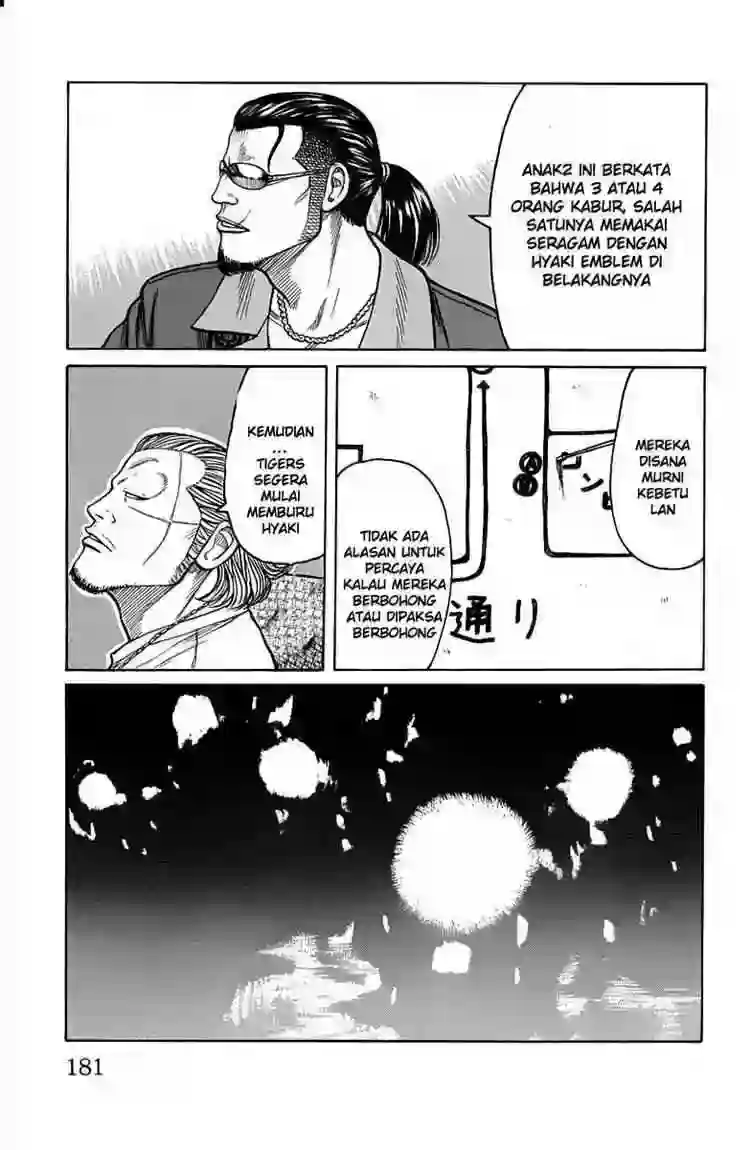 ANAK2 INI BERKATA
BAHWA 3 ATAU 4
ORANG KABUR, SALAH
SATUNYA MEMAKAI
SERAGAM DENGAN
HYAKI EMBLEM DI
BELAKANGNYA
MEREKA
DISANA
MURNI
KEBETU
LAN
A
TIDAK ADA
ALASAN UNTUK
PERCAYA
KALAU MEREKA
BERBOHONG
ATAU DIPAKSA
BERBOHONG
通り
KEMUDIAN
...
TIGERS
SEGERA
MULAI
MEMBURU
HYAKI
181